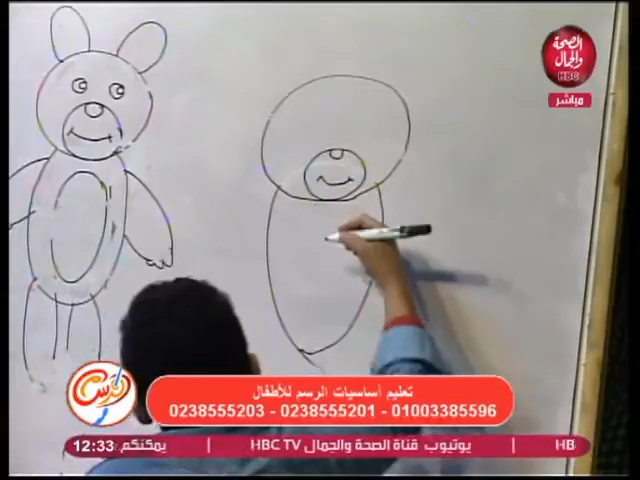 الصحة
والجمال
HBC
مباشر
تعليم أساسيات الرسم للأطفال
0238555203 - 0238555201 - 01003385596
12:33 يمكنكم | HBC TV يوتيوب قناة الصحة والجمال | HB